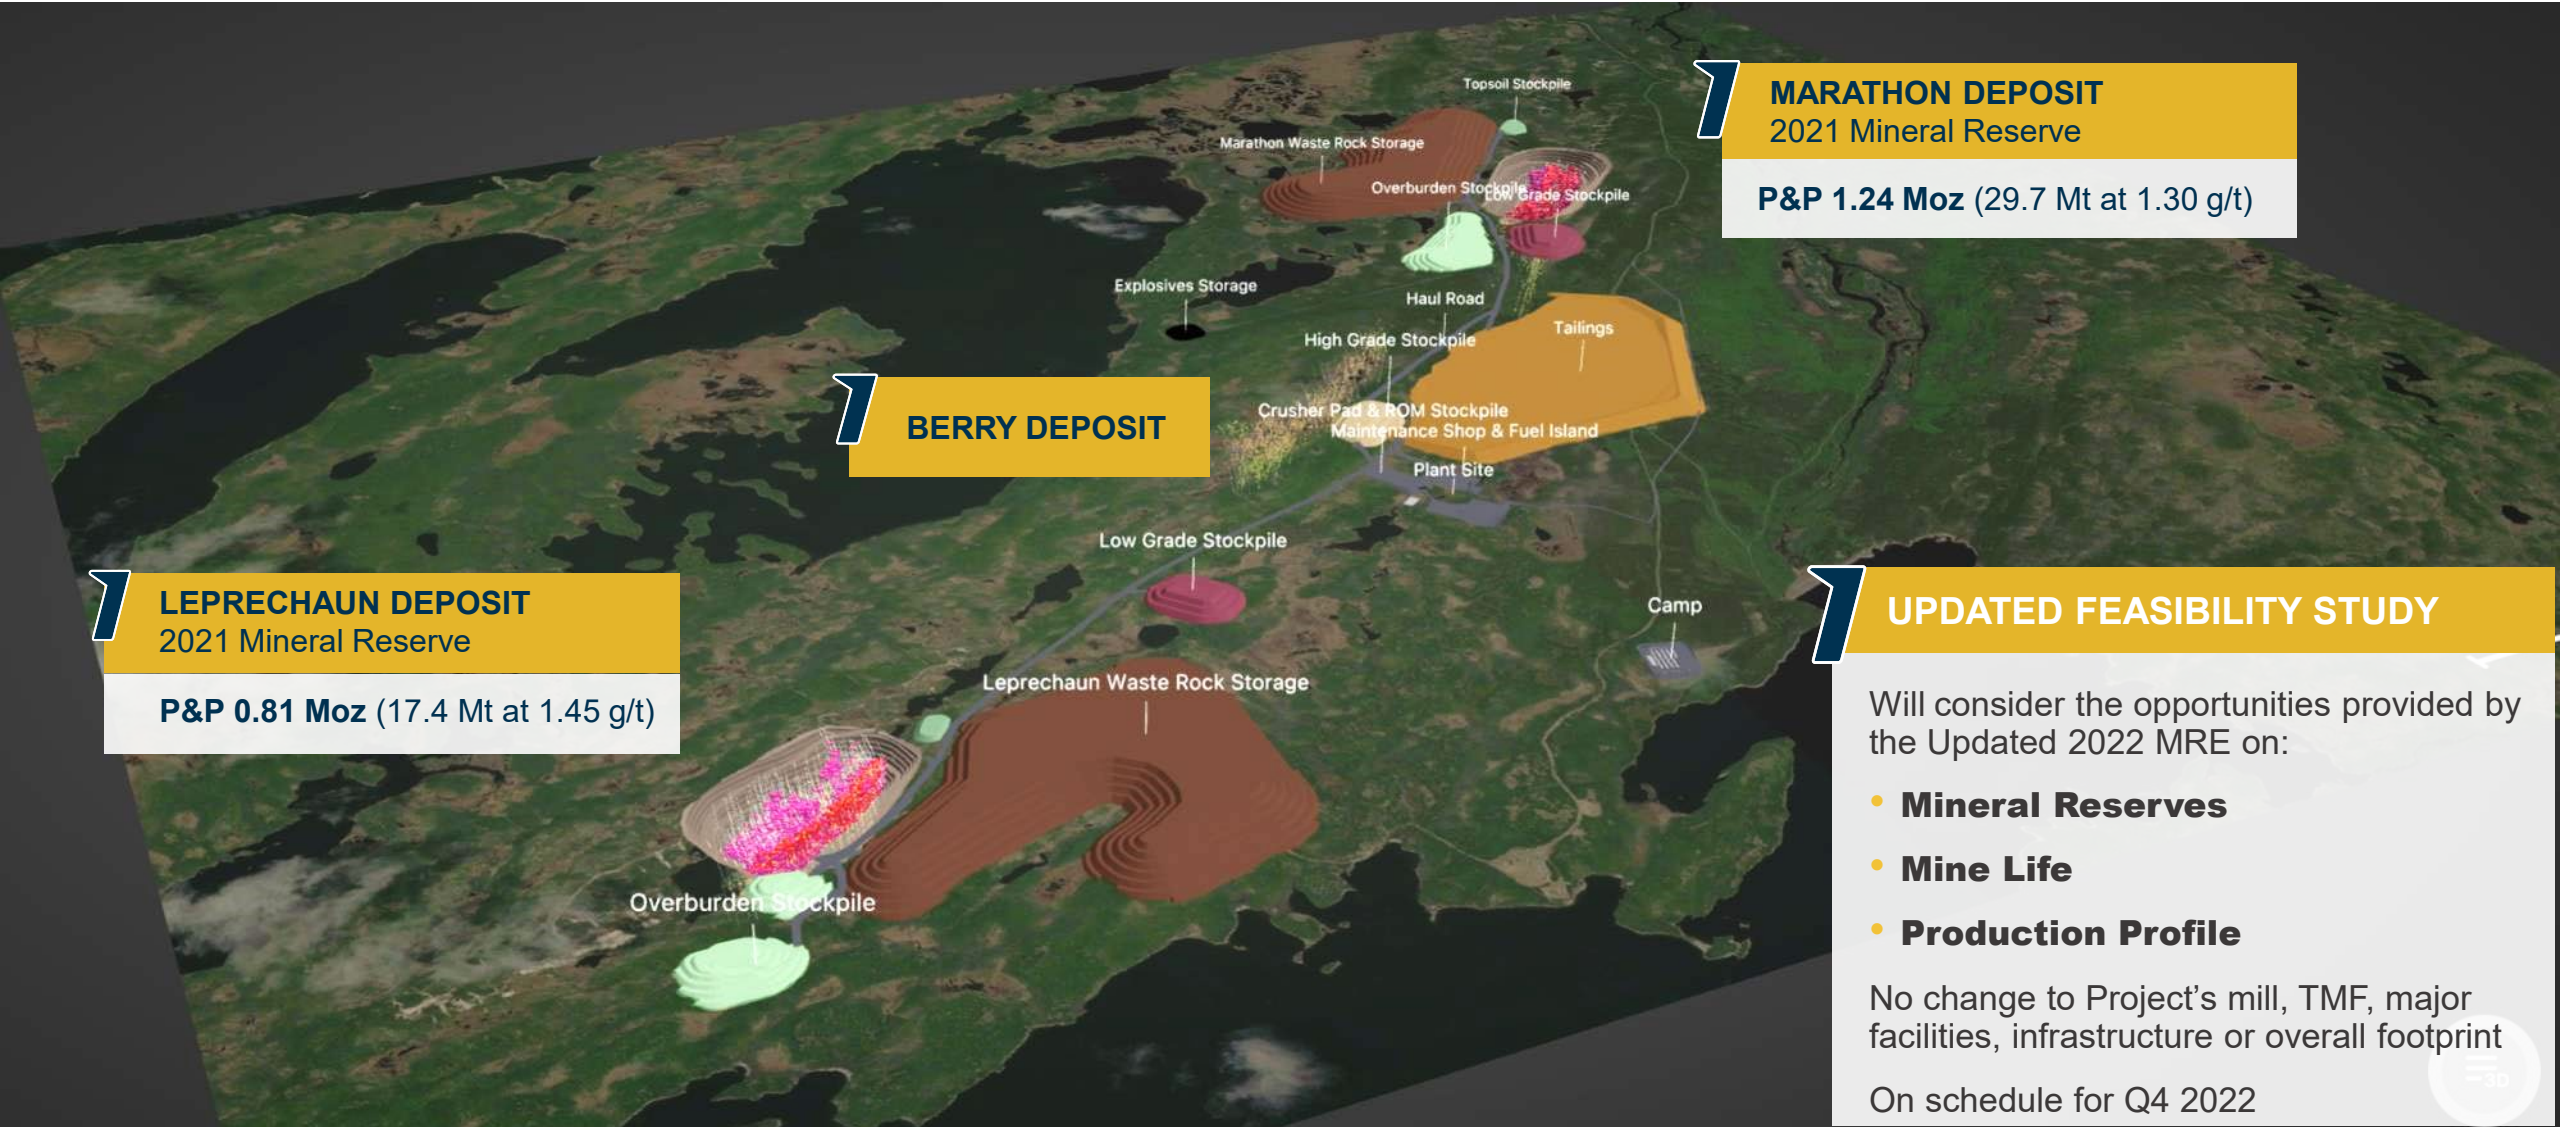 Topsoil Stockpile
MARATHON DEPOSIT
2021 Mineral Reserve
P&P 1.24 Moz (29.7 Mt at 1.30 g/t)
Marathon Waste Rock Storage
Overburden Stockpile
Low Grade Stockpile
Explosives Storage
Haul Road
Tailings
High Grade Stockpile
BERRY DEPOSIT
Crusher Pad & ROM Stockpile
Maintenance Shop & Fuel Island
Plant Site
Low Grade Stockpile
Camp
LEPRECHAUN DEPOSIT
2021 Mineral Reserve
P&P 0.81 Moz (17.4 Mt at 1.45 g/t)
Leprechaun Waste Rock Storage
Overburden Stockpile
UPDATED FEASIBILITY STUDY
Will consider the opportunities provided by
the Updated 2022 MRE on:
• Mineral Reserves
• Mine Life
• Production Profile
No change to Project’s mill, TMF, major
facilities, infrastructure or overall footprint
3D
On schedule for Q4 2022